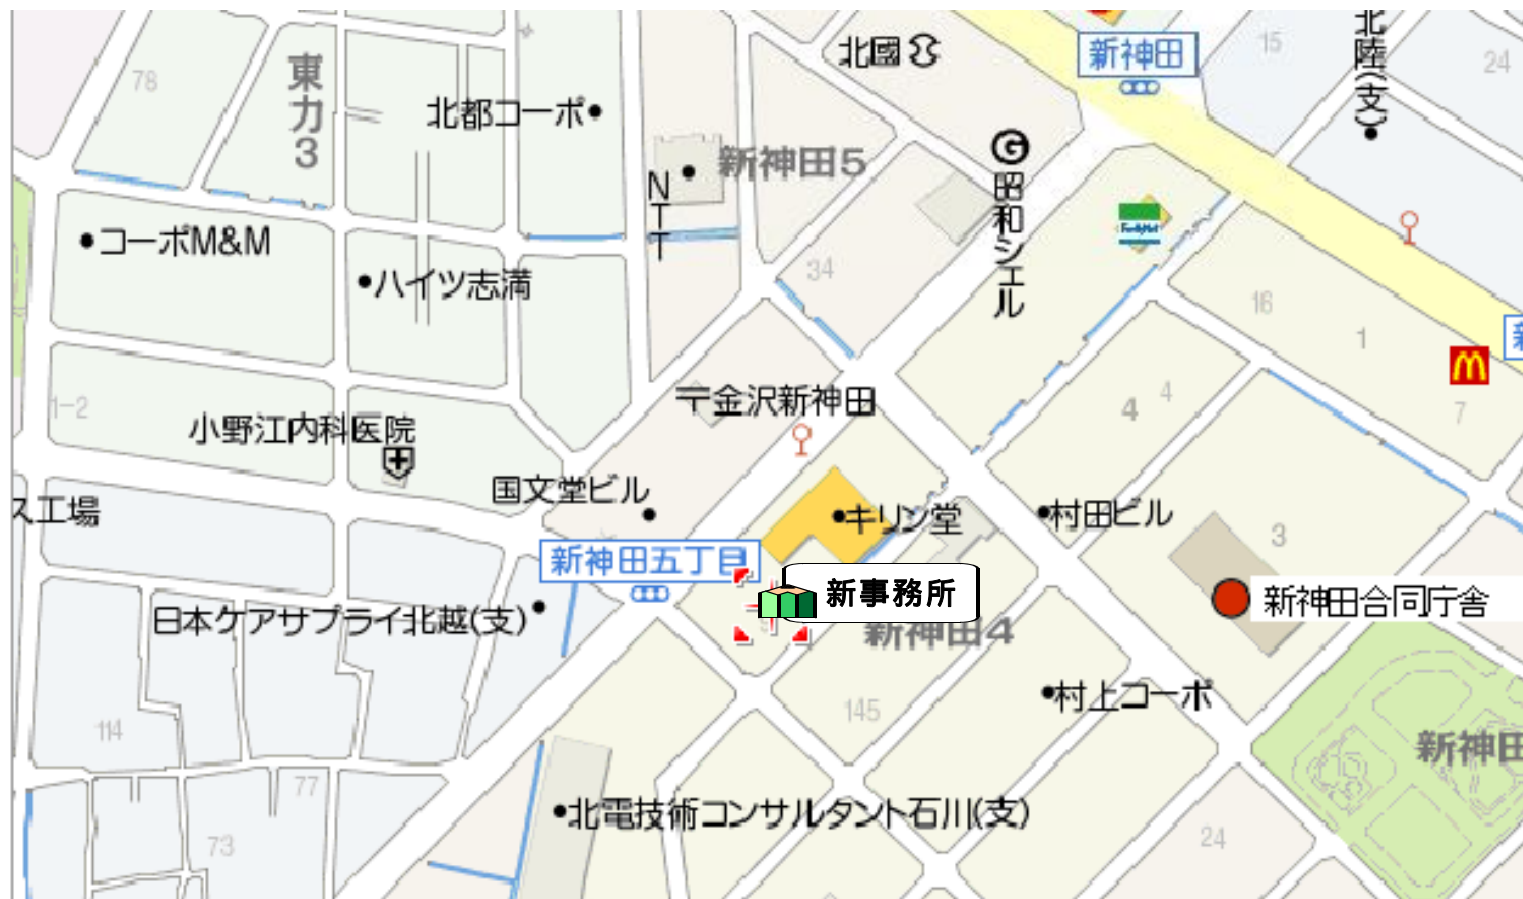 新神田
15
24
北陸(支)
北國
78
東力3
北都コーポ
新神田5
G
昭和シェル
NTT
FamilyMart
コーポM&M
ハイツ志満
34
16
1
1-2
小野江内科医院
〒金沢新神田
4
4
7
国文堂ビル
ス工場
キリン堂
村田ビル
3
新神田五丁目
新事務所
新神田合同庁舎
日本ケアサプライ北越(支)
新神田4
村上コーポ
145
114
新神田
77
北電技術コンサルタント石川(支)
73
24